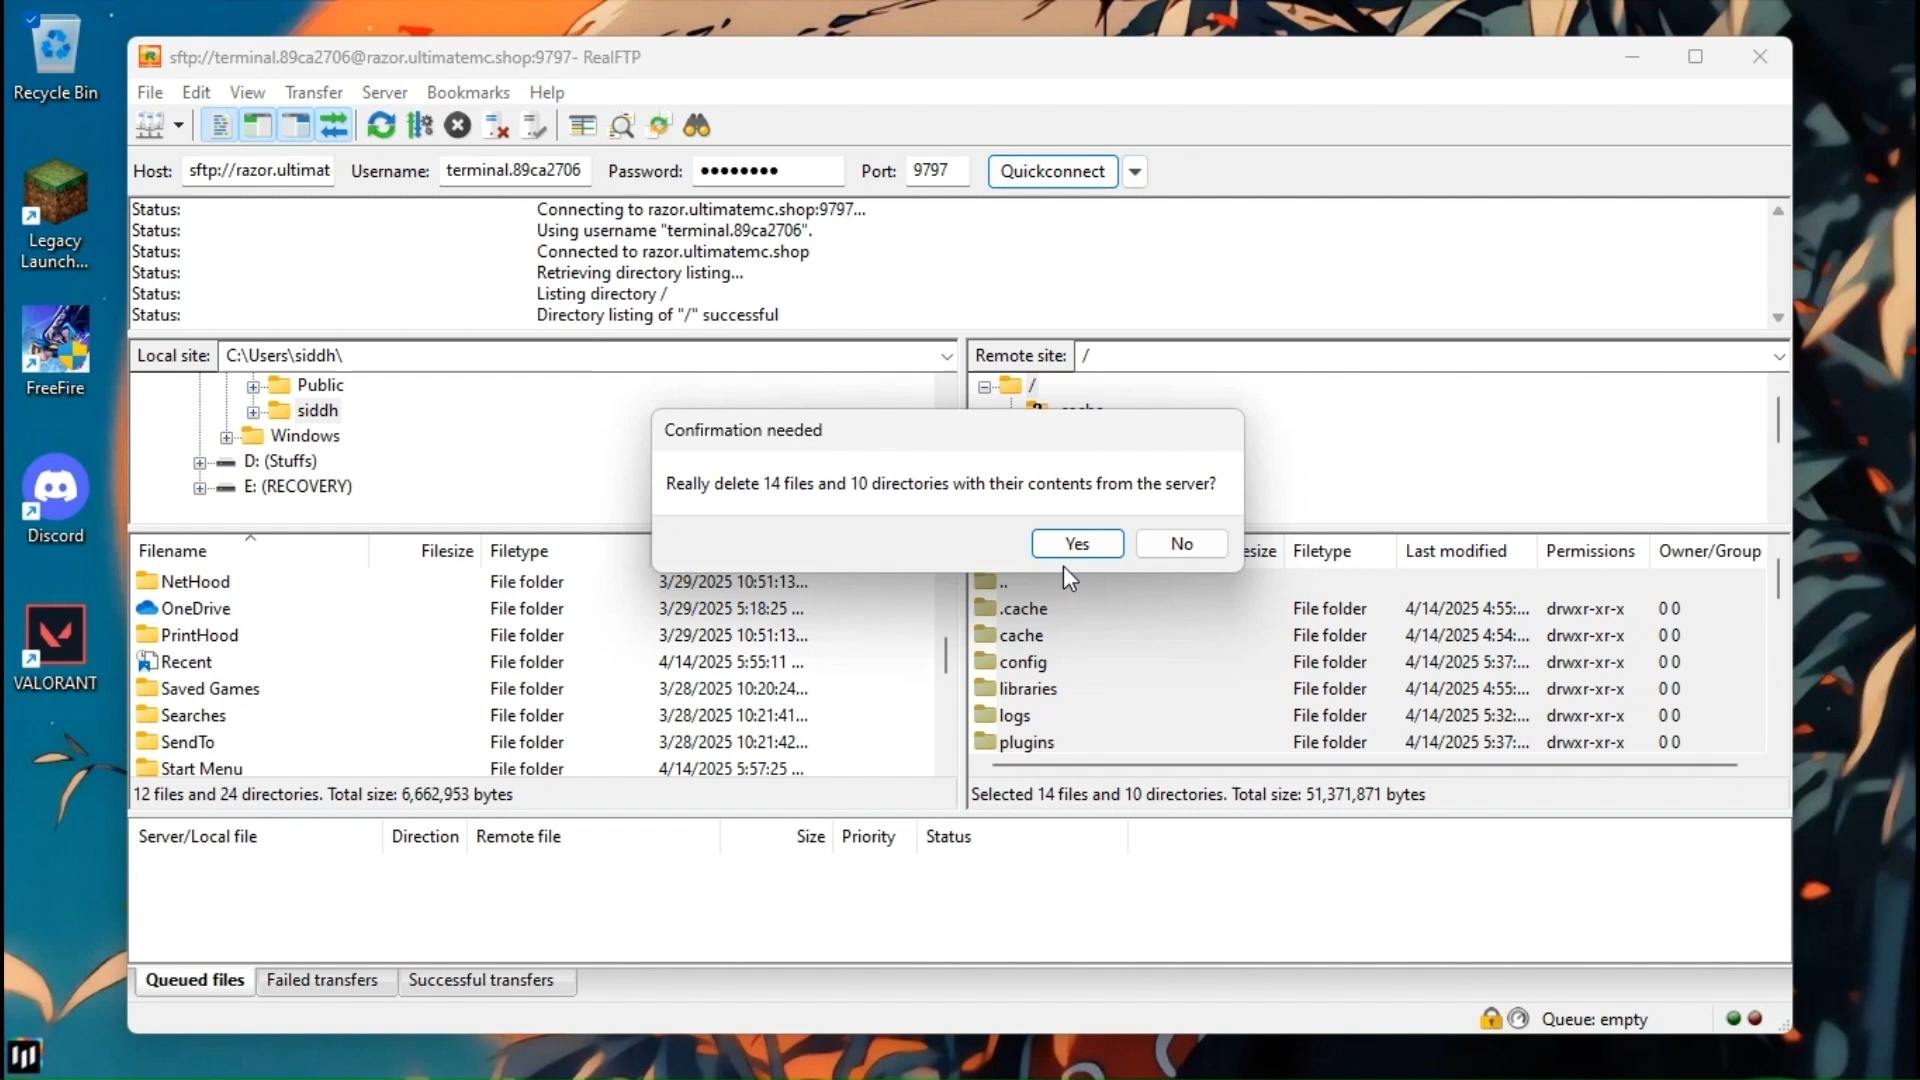 Recycle Bin
Legacy
Launch...
FreeFire
Discord
VALORANT
sftp://terminal.89ca2706@razor.ultimatemc.shop:9797- RealFTP
File Edit View Transfer Server Bookmarks Help
Host: sftp://razor.ultimat Username: terminal.89ca2706 Password: ●●●●●●●● Port: 9797 Quickconnect
Status: Connecting to razor.ultimatemc.shop:9797...
Status: Using username "terminal.89ca2706".
Status: Connected to razor.ultimatemc.shop
Status: Retrieving directory listing...
Status: Listing directory /
Status: Directory listing of "/" successful
Local site: C:\Users\siddh\
Public
siddh
Windows
D: (Stuffs)
E: (RECOVERY)
Remote site: /
/
Confirmation needed
Really delete 14 files and 10 directories with their contents from the server?
Yes No
Filename Filesize Filetype
NetHood File folder 3/29/2025 10:51:13...
OneDrive File folder 3/29/2025 5:18:25 ...
PrintHood File folder 3/29/2025 10:51:13...
Recent File folder 4/14/2025 5:55:11 ...
Saved Games File folder 3/28/2025 10:20:24...
Searches File folder 3/28/2025 10:21:41...
SendTo File folder 3/28/2025 10:21:42...
Start Menu File folder 4/14/2025 5:57:25 ...
12 files and 24 directories. Total size: 6,662,953 bytes
esize Filetype Last modified Permissions Owner/Group
..
.cache File folder 4/14/2025 4:55:... drwxr-xr-x 0 0
cache File folder 4/14/2025 4:54:... drwxr-xr-x 0 0
config File folder 4/14/2025 5:37:... drwxr-xr-x 0 0
libraries File folder 4/14/2025 4:55:... drwxr-xr-x 0 0
logs File folder 4/14/2025 5:32:... drwxr-xr-x 0 0
plugins File folder 4/14/2025 5:37:... drwxr-xr-x 0 0
Selected 14 files and 10 directories. Total size: 51,371,871 bytes
Server/Local file Direction Remote file Size Priority Status
Queued files Failed transfers Successful transfers
Queue: empty